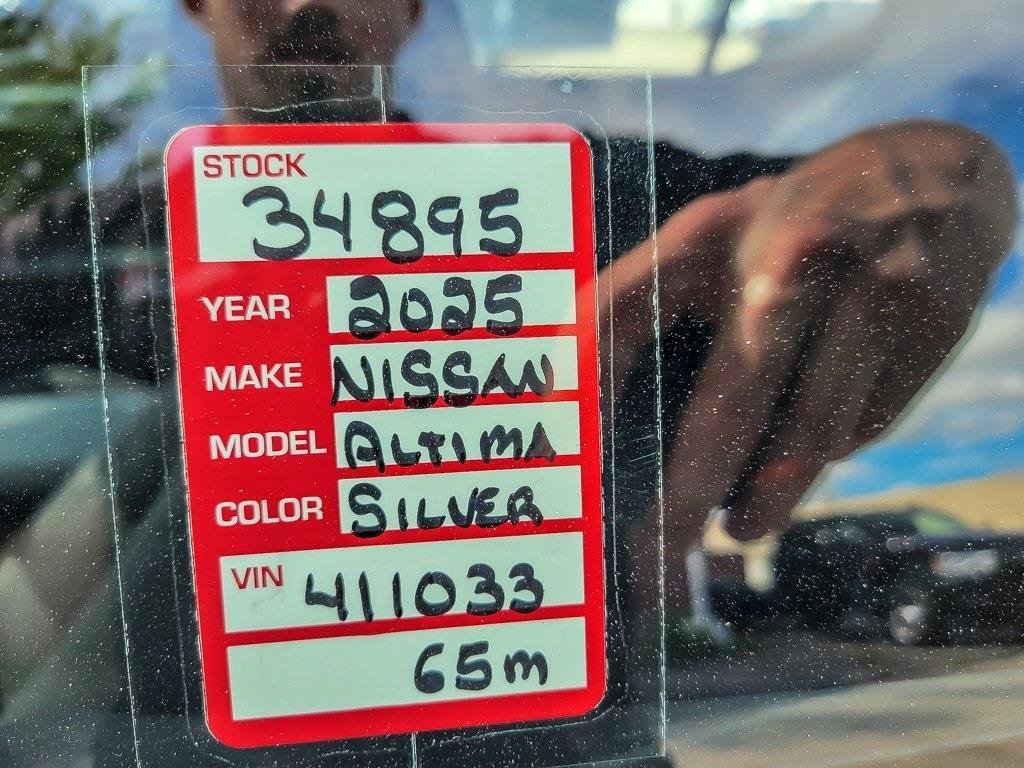 STOCK
34895
YEAR 2025
MAKE NISSAN
MODEL ALTIMA
COLOR SILVER
VIN 411033
65m